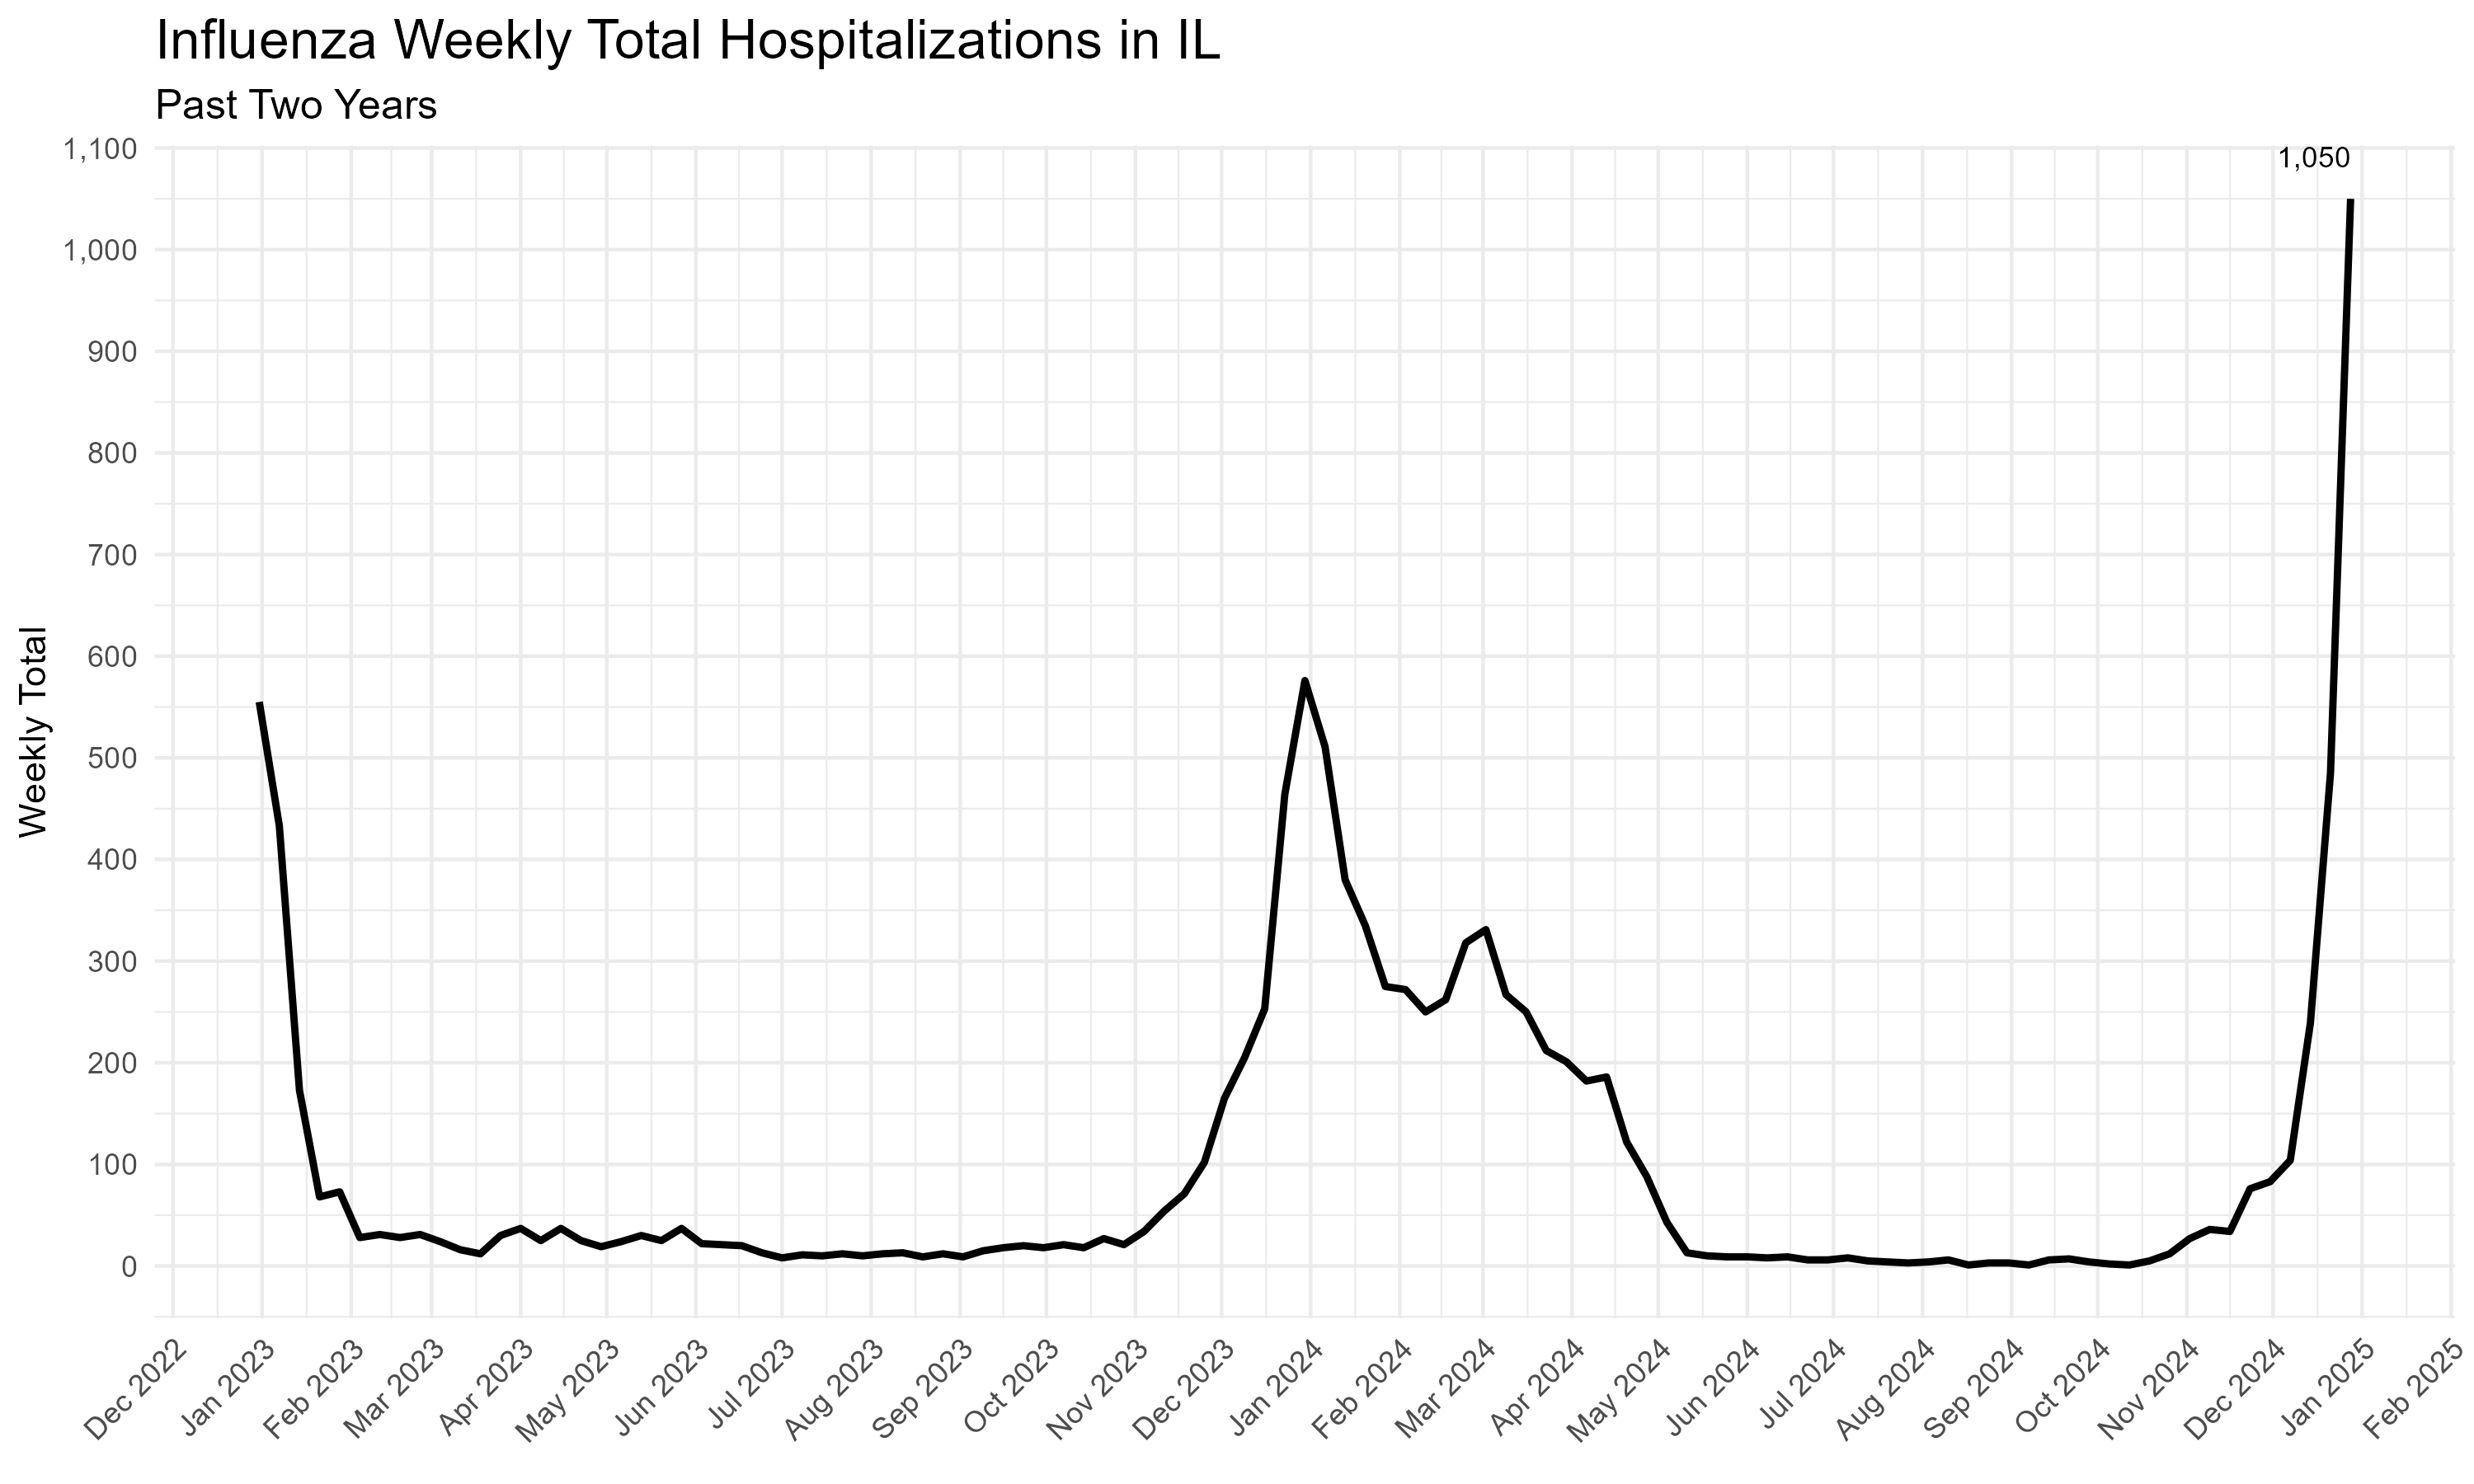 Influenza Weekly Total Hospitalizations in IL
Past Two Years
1,100
1,050
1,000
900
800
700
600
500
400
300
200
100
0
Weekly Total
Dec 2022
Jan 2023
Feb 2023
Mar 2023
Apr 2023
May 2023
Jun 2023
Jul 2023
Aug 2023
Sep 2023
Oct 2023
Nov 2023
Dec 2023
Jan 2024
Feb 2024
Mar 2024
Apr 2024
May 2024
Jun 2024
Jul 2024
Aug 2024
Sep 2024
Oct 2024
Nov 2024
Dec 2024
Jan 2025
Feb 2025